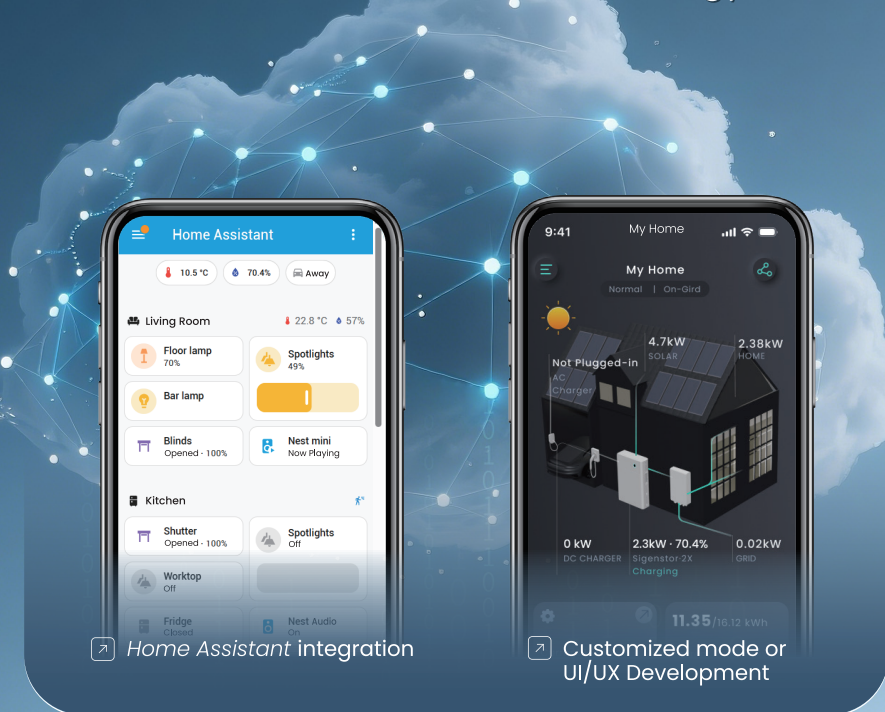 Home Assistant
10.5 °C
70.4%
Away
Living Room
22.8 °C
57%
Floor lamp
70%
Spotlights
49%
Bar lamp
Blinds
Opened · 100%
Nest mini
Now Playing
Kitchen
Shutter
Opened · 100%
Spotlights
Off
Worktop
Off
Fridge
Closed
Nest Audio
On
Home Assistant integration
9:41
My Home
My Home
Normal | On-Gird
4.7kW
SOLAR
2.38kW
HOME
Not Plugged-in
AC
Charger
0 kW
DC CHARGER
2.3kW · 70.4%
Sigenstor·2X
Charging
0.02kW
GRID
11.35/16.12 kWh
Customized mode or
UI/UX Development